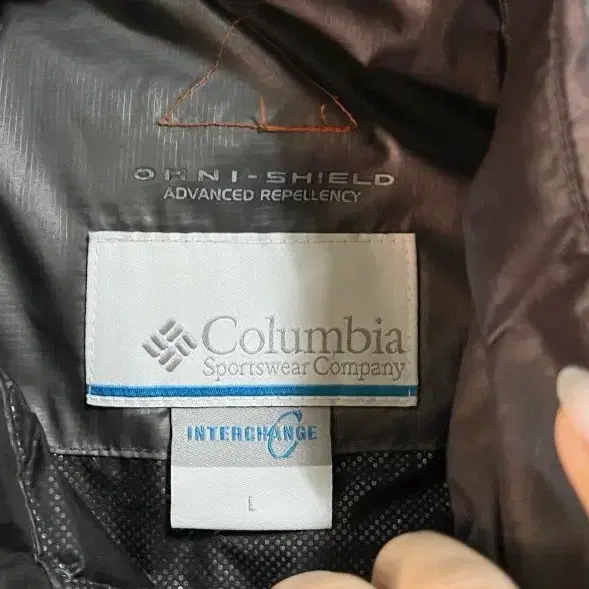 OMNI-SHIELD
ADVANCED REPELLENCY
Columbia
Sportswear Company
INTERCHANGE
L